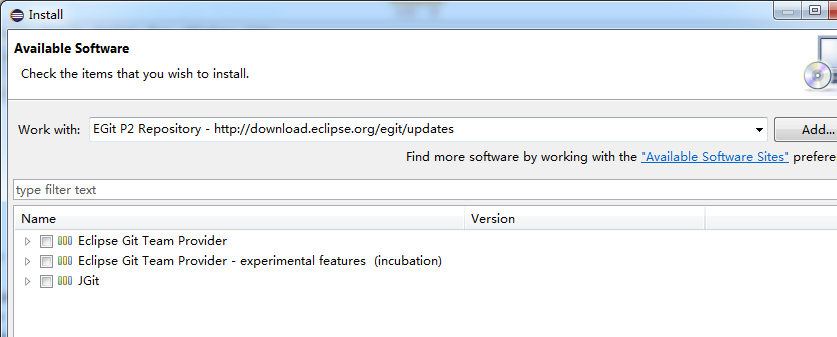 Install
Available Software
Check the items that you wish to install.
Work with: EGit P2 Repository - http://download.eclipse.org/egit/updates Add...
Find more software by working with the "Available Software Sites" prefere
type filter text
Name Version
Eclipse Git Team Provider
Eclipse Git Team Provider - experimental features (incubation)
JGit